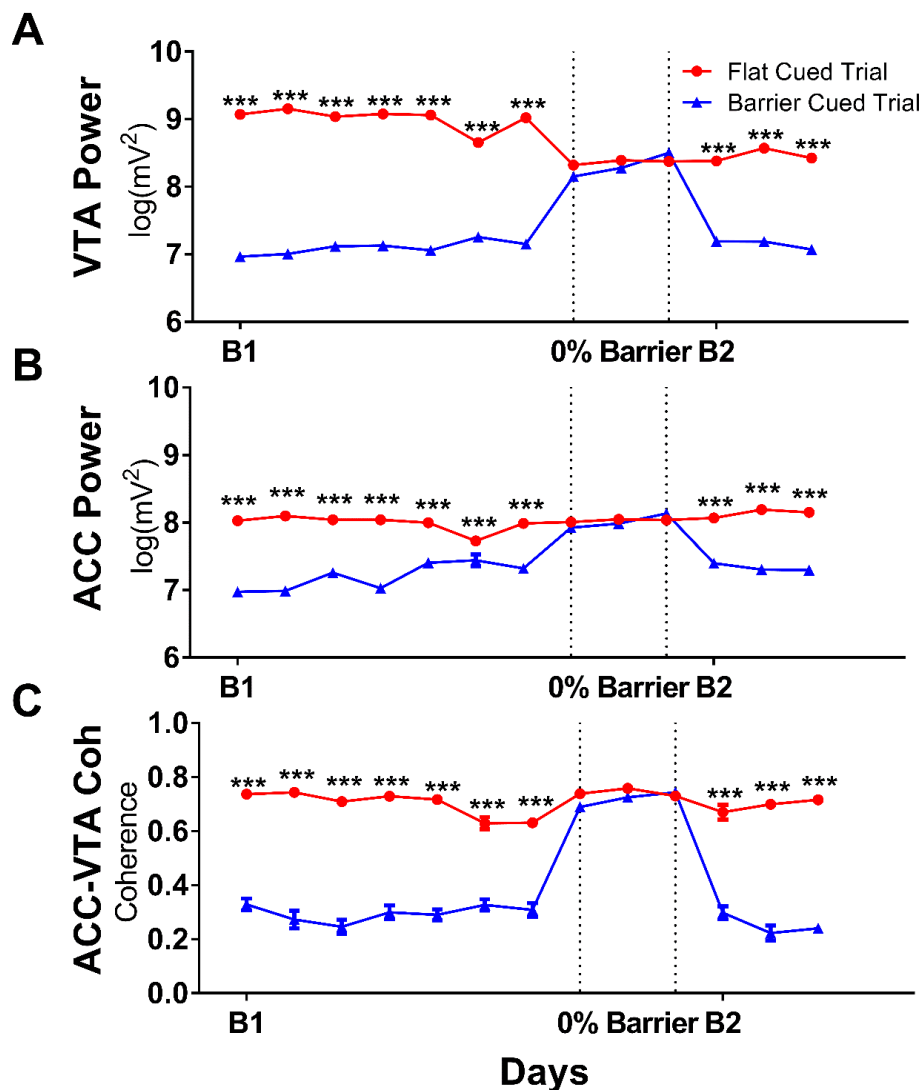 A
VTA Power
log(mV²)
10
9
8
7
6
*** *** *** *** *** *** *** *** *** ***
Flat Cued Trial
Barrier Cued Trial
B1 0% Barrier B2
B
ACC Power
log(mV²)
10
9
8
7
6
*** *** *** *** *** *** *** *** *** ***
B1 0% Barrier B2
C
ACC-VTA Coh
Coherence
1.0
0.8
0.6
0.4
0.2
0.0
*** *** *** *** *** *** *** *** *** ***
B1 0% Barrier B2
Days